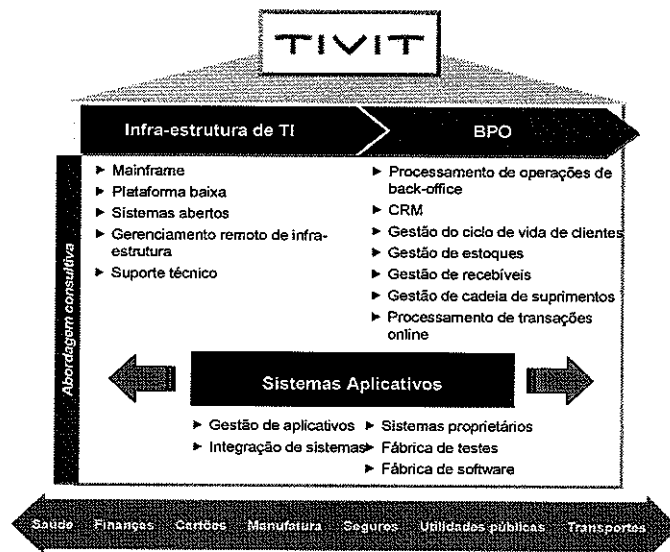 TIVIT
Infra-estrutura de TI
BPO
Abordagem consultiva
► Mainframe
► Plataforma baixa
► Sistemas abertos
► Gerenciamento remoto de infra-
estrutura
► Suporte técnico
► Processamento de operações de
back-office
► CRM
► Gestão do ciclo de vida de clientes
► Gestão de estoques
► Gestão de recebíveis
► Gestão de cadeia de suprimentos
► Processamento de transações
online
Sistemas Aplicativos
► Gestão de aplicativos
► Integração de sistemas
► Sistemas proprietários
► Fábrica de testes
► Fábrica de software
Saúde Finanças Cartões Manufatura Seguros Utilidades públicas Transportes